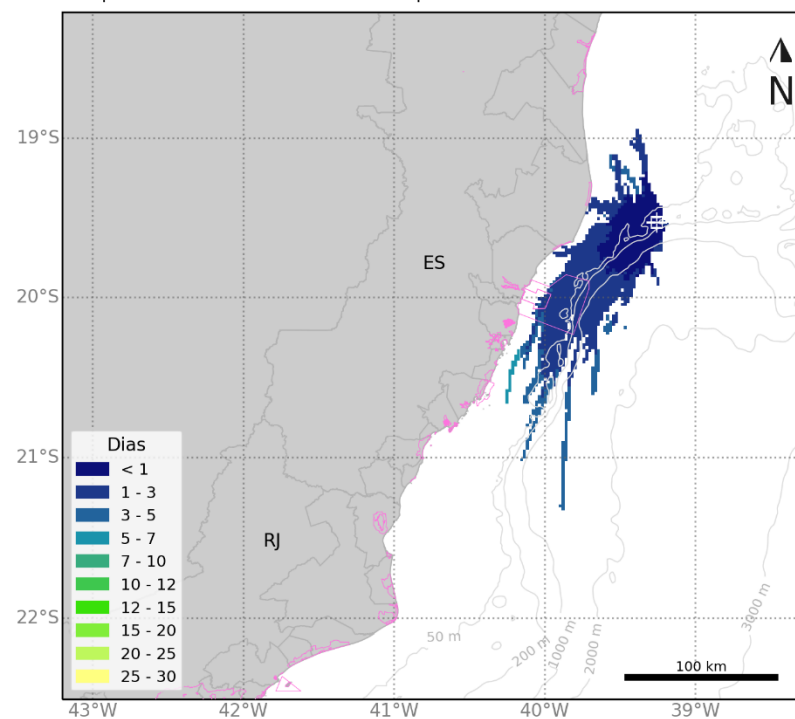 N
19°S
20°S
21°S
22°S
ES
RJ
Dias
< 1
1 - 3
3 - 5
5 - 7
7 - 10
10 - 12
12 - 15
15 - 20
20 - 25
25 - 30
50 m
200 m
1000 m
2000 m
3000 m
100 km
43°W
42°W
41°W
40°W
39°W